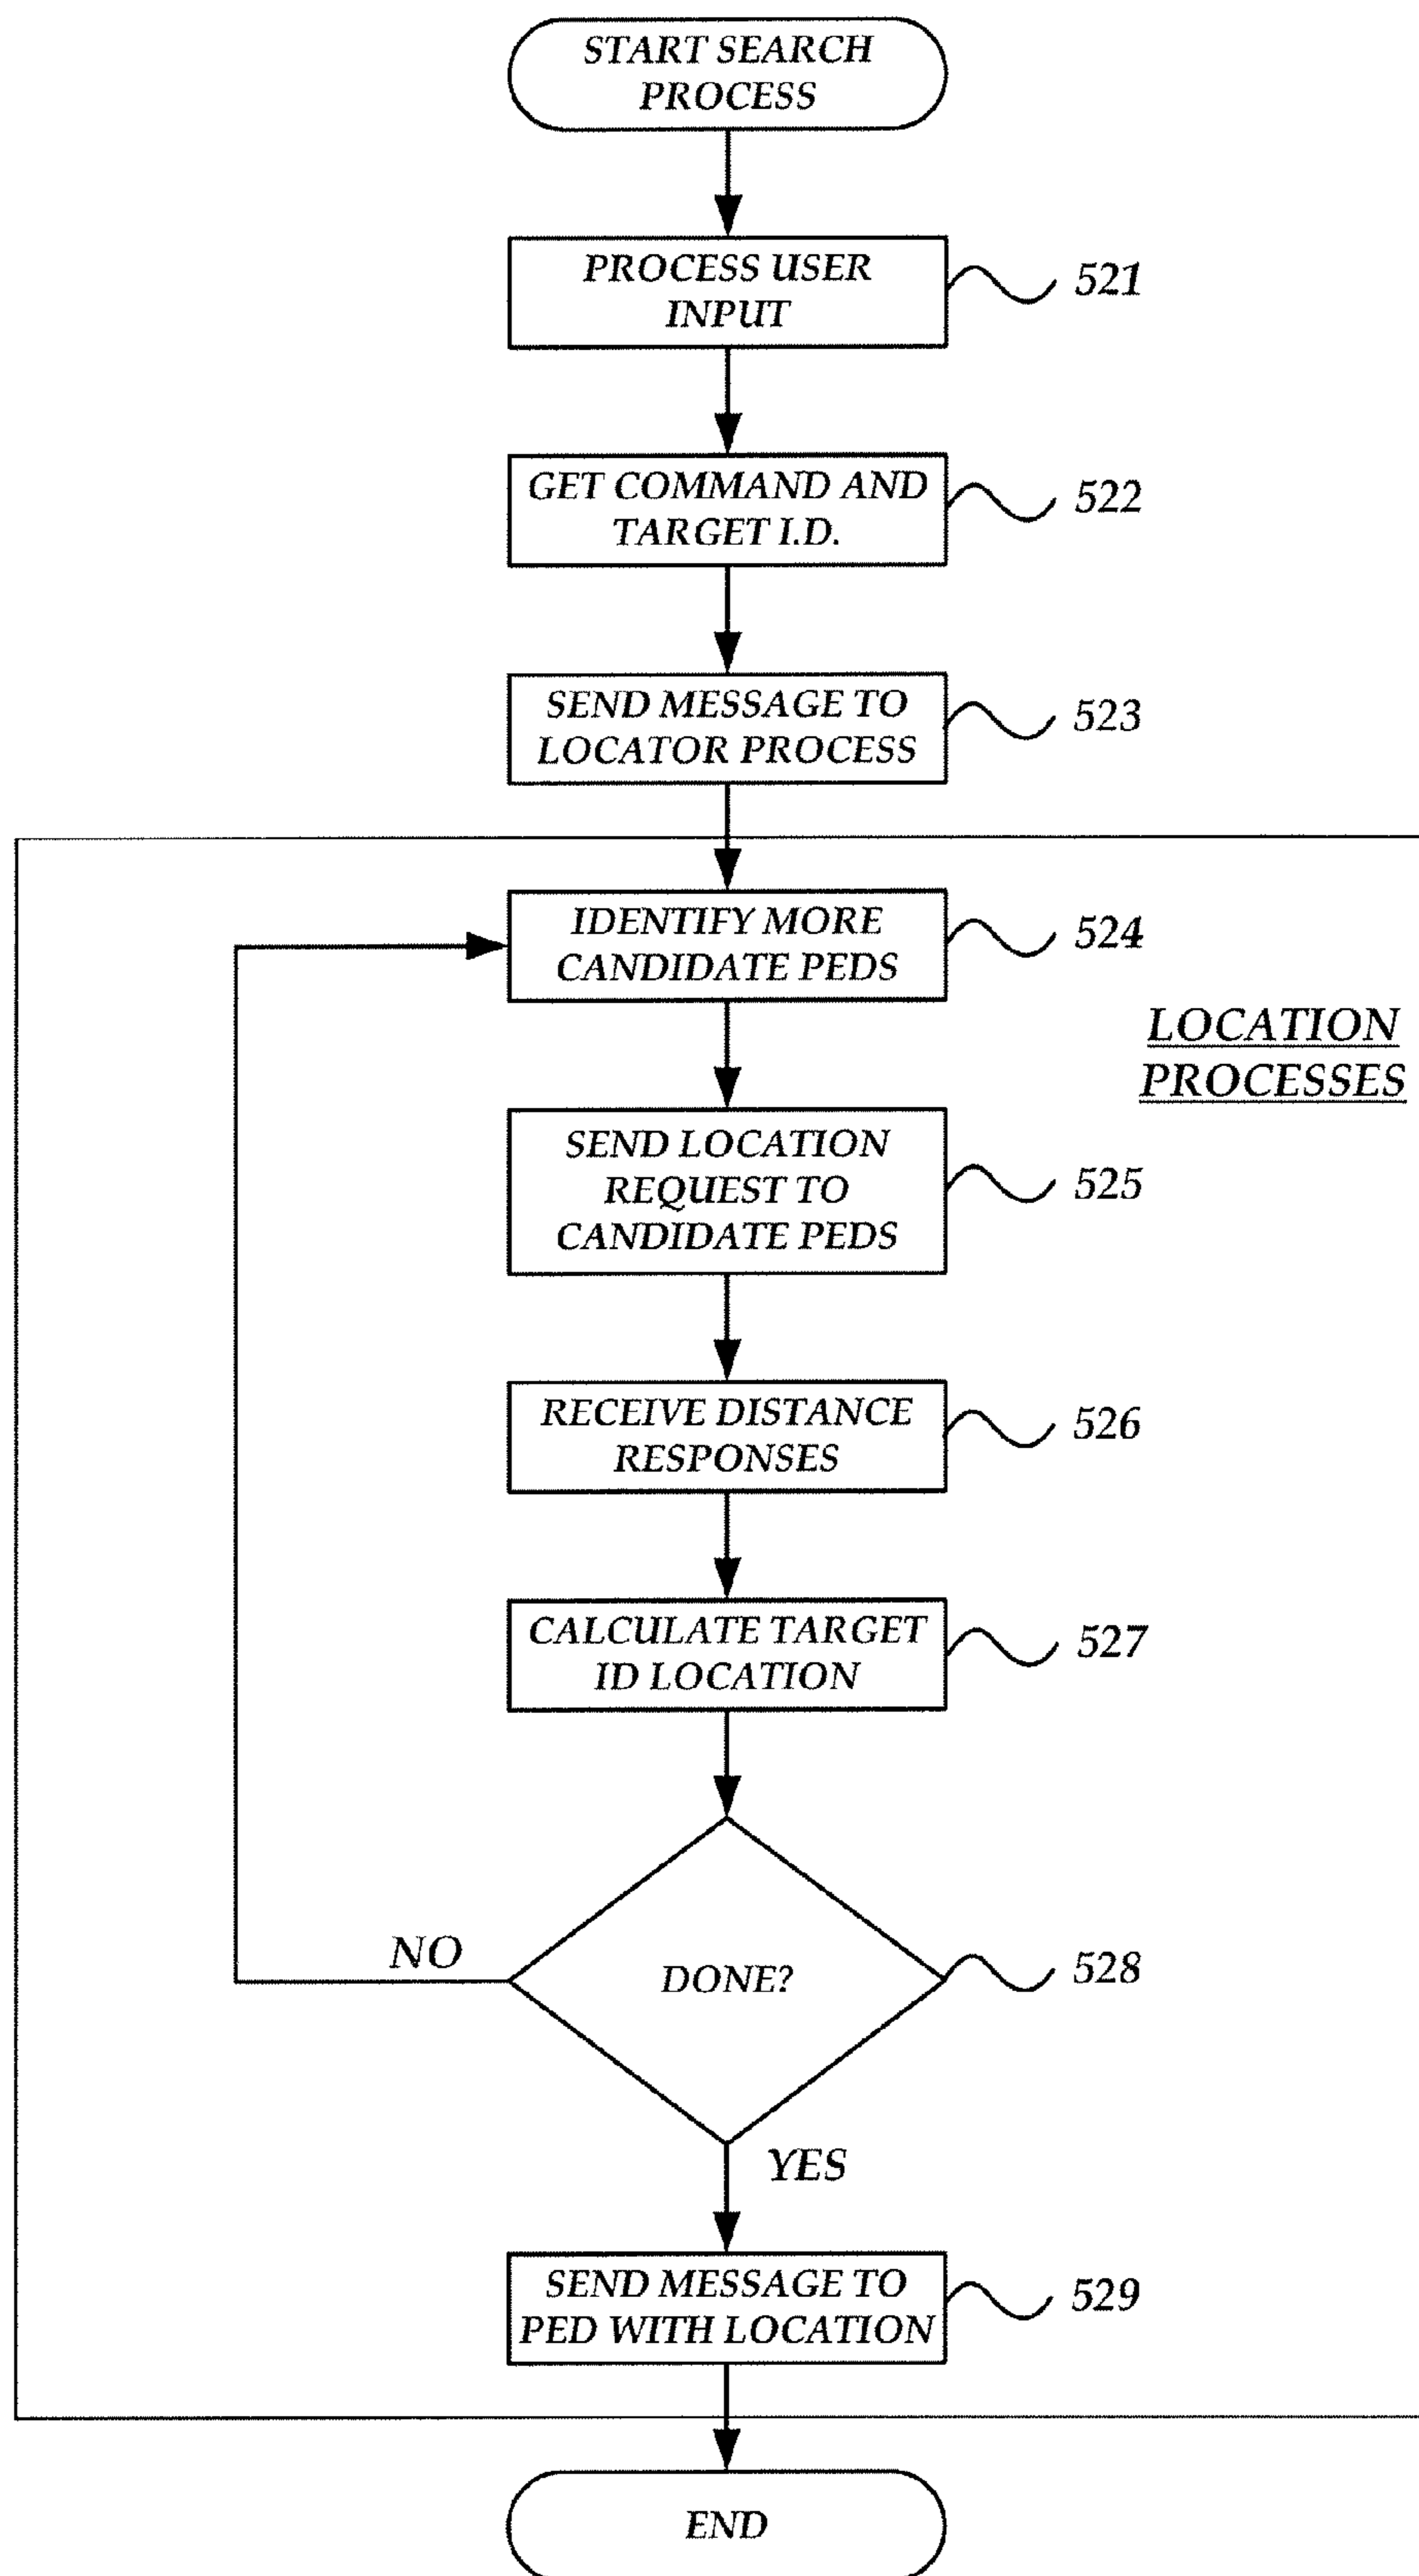 START SEARCH
PROCESS
PROCESS USER
INPUT
521
GET COMMAND AND
TARGET I.D.
522
SEND MESSAGE TO
LOCATOR PROCESS
523
IDENTIFY MORE
CANDIDATE PEDS
524
LOCATION
PROCESSES
SEND LOCATION
REQUEST TO
CANDIDATE PEDS
525
RECEIVE DISTANCE
RESPONSES
526
CALCULATE TARGET
ID LOCATION
527
NO
DONE?
528
YES
SEND MESSAGE TO
PED WITH LOCATION
529
END